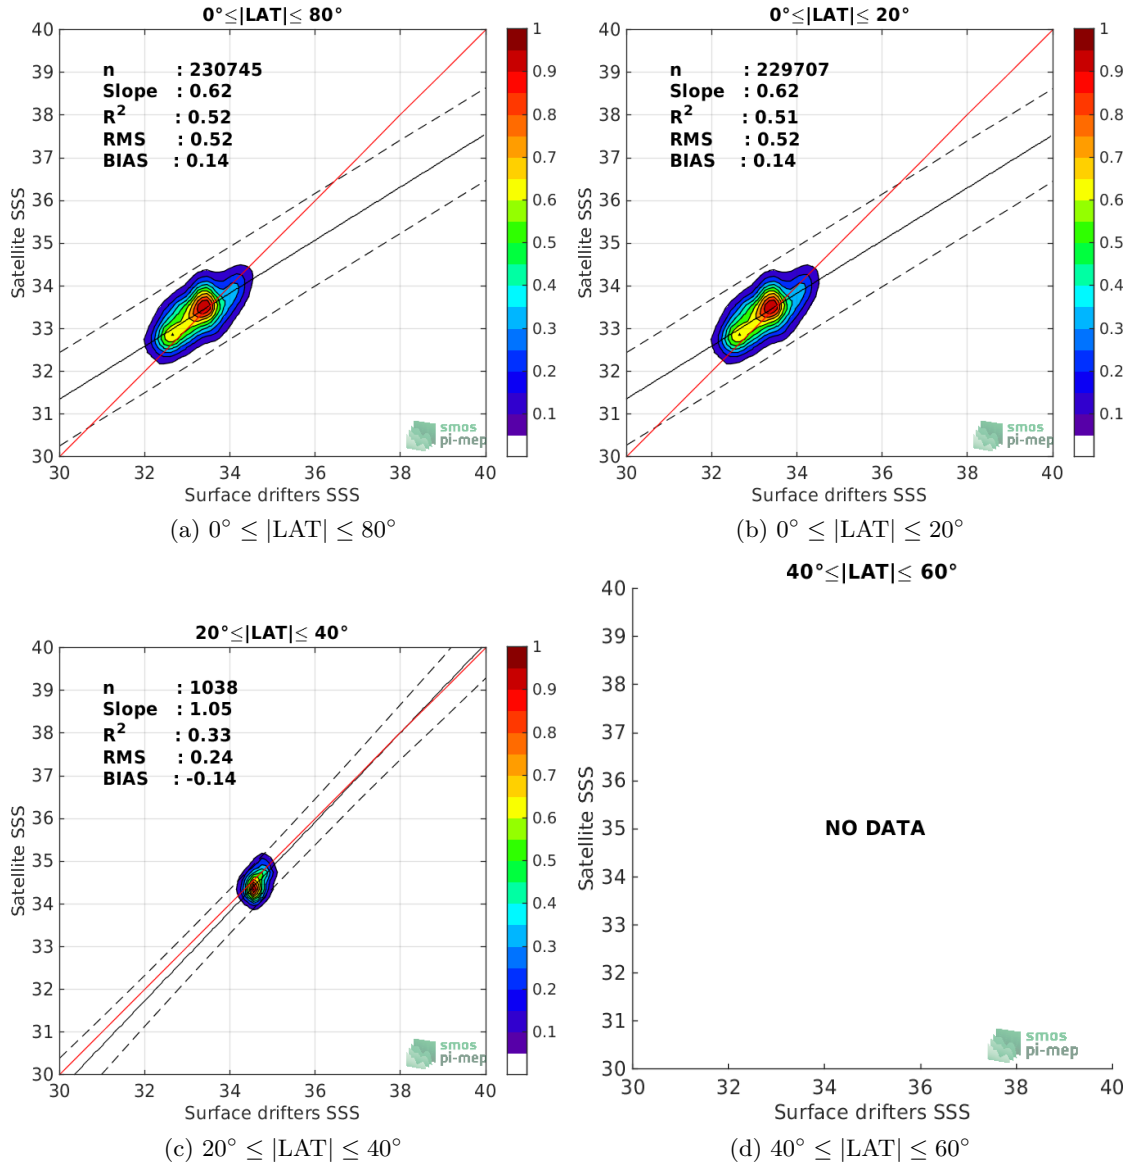 0°≤|LAT|≤ 80°
n : 230745
Slope : 0.62
R2 : 0.52
RMS : 0.52
BIAS : 0.14
40
39
38
37
36
35
34
33
32
31
30
Satellite SSS
30 32 34 36 38 40
Surface drifters SSS
1
0.9
0.8
0.7
0.6
0.5
0.4
0.3
0.2
0.1
smos
pi-mep
(a) 0° ≤ |LAT| ≤ 80°
0°≤|LAT|≤ 20°
n : 229707
Slope : 0.62
R2 : 0.51
RMS : 0.52
BIAS : 0.14
40
39
38
37
36
35
34
33
32
31
30
Satellite SSS
30 32 34 36 38 40
Surface drifters SSS
1
0.9
0.8
0.7
0.6
0.5
0.4
0.3
0.2
0.1
smos
pi-mep
(b) 0° ≤ |LAT| ≤ 20°
20°≤|LAT|≤ 40°
n : 1038
Slope : 1.05
R2 : 0.33
RMS : 0.24
BIAS : -0.14
40
39
38
37
36
35
34
33
32
31
30
Satellite SSS
30 32 34 36 38 40
Surface drifters SSS
1
0.9
0.8
0.7
0.6
0.5
0.4
0.3
0.2
0.1
smos
pi-mep
(c) 20° ≤ |LAT| ≤ 40°
40°≤|LAT|≤ 60°
40
39
38
37
36
35
34
33
32
31
30
Satellite SSS
NO DATA
30 32 34 36 38 40
Surface drifters SSS
smos
pi-mep
(d) 40° ≤ |LAT| ≤ 60°